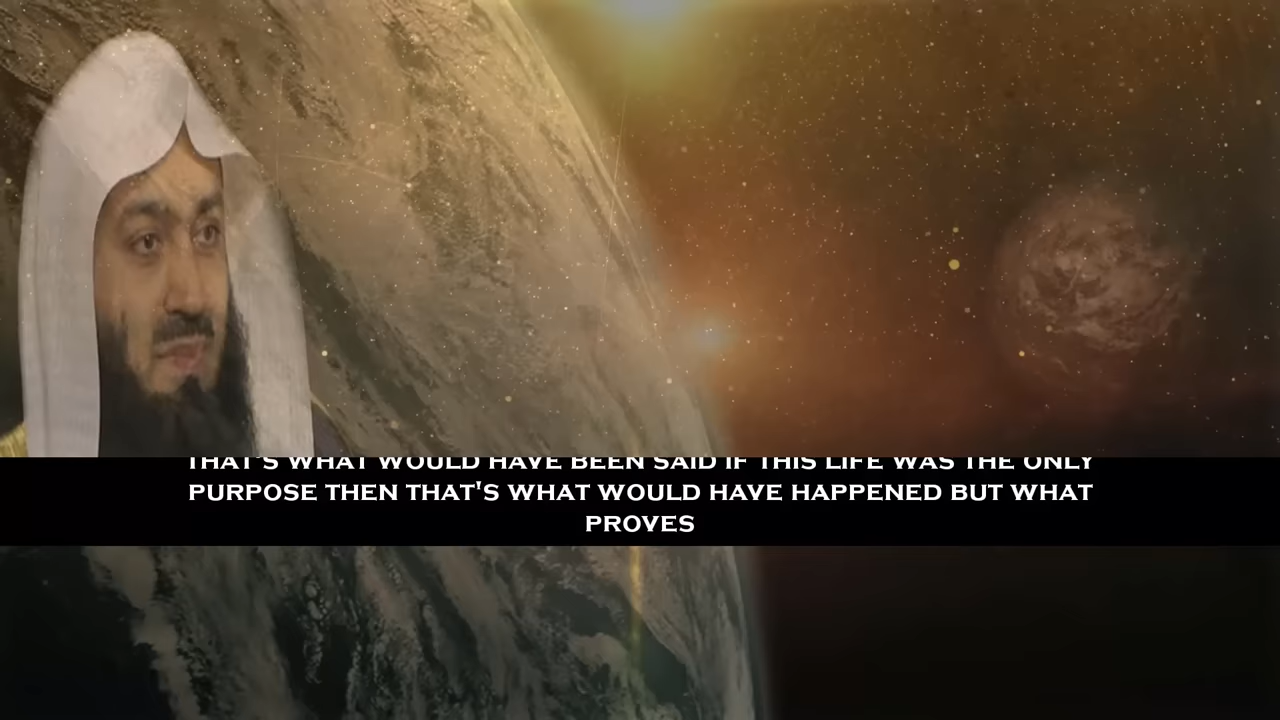 THAT'S WHAT WOULD HAVE BEEN SAID IF THIS LIFE WAS THE ONLY
PURPOSE THEN THAT'S WHAT WOULD HAVE HAPPENED BUT WHAT
PROVES